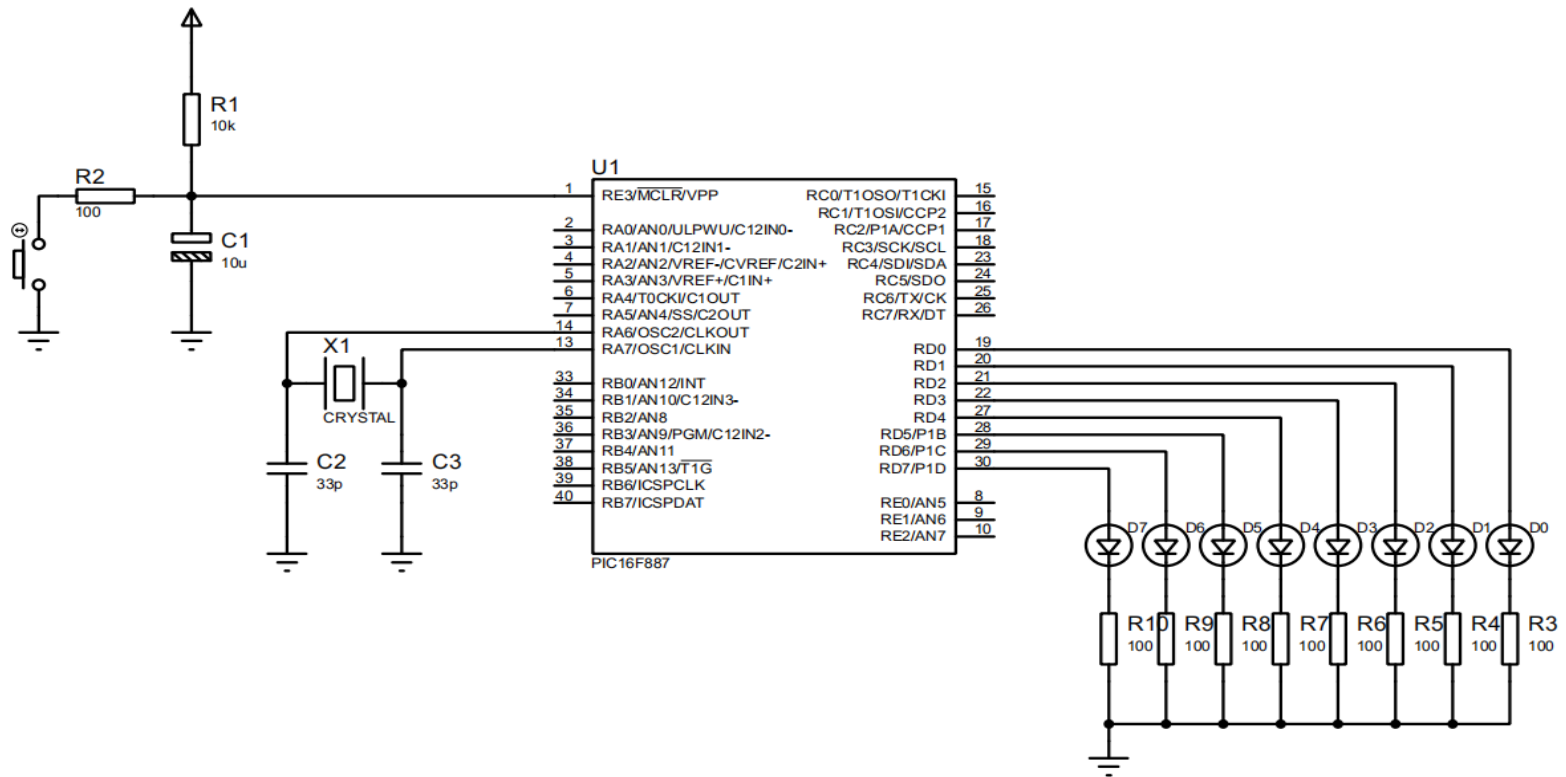 R1
10k
R2
100
C1
10u
X1
CRYSTAL
C2
33p
C3
33p
U1
1 RE3/MCLR/VPP
2 RA0/AN0/ULPWU/C12IN0-
3 RA1/AN1/C12IN1-
4 RA2/AN2/VREF-/CVREF/C2IN+
5 RA3/AN3/VREF+/C1IN+
6 RA4/T0CKI/C1OUT
7 RA5/AN4/SS/C2OUT
14 RA6/OSC2/CLKOUT
13 RA7/OSC1/CLKIN
33 RB0/AN12/INT
34 RB1/AN10/C12IN3-
35 RB2/AN8
36 RB3/AN9/PGM/C12IN2-
37 RB4/AN11
38 RB5/AN13/T1G
39 RB6/ICSPCLK
40 RB7/ICSPDAT
RC0/T1OSO/T1CKI 15
RC1/T1OSI/CCP2 16
RC2/P1A/CCP1 17
RC3/SCK/SCL 18
RC4/SDI/SDA 23
RC5/SDO 24
RC6/TX/CK 25
RC7/RX/DT 26
RD0 19
RD1 20
RD2 21
RD3 22
RD4 27
RD5/P1B 28
RD6/P1C 29
RD7/P1D 30
RE0/AN5 8
RE1/AN6 9
RE2/AN7 10
PIC16F887
D7 D6 D5 D4 D3 D2 D1 D0
R10 R9 R8 R7 R6 R5 R4 R3
100 100 100 100 100 100 100 100